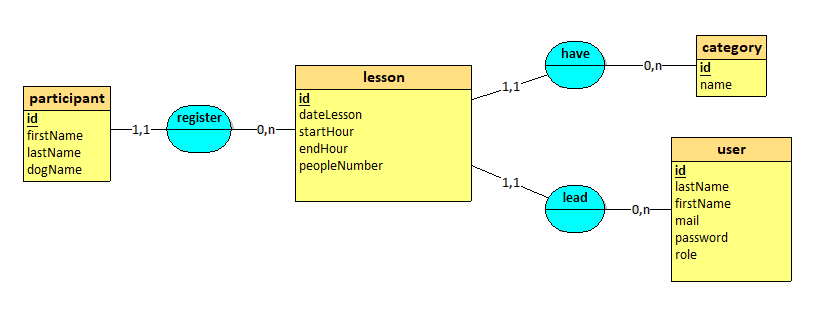 participant
id
firstName
lastName
dogName
1,1
register
0,n
lesson
id
dateLesson
startHour
endHour
peopleNumber
1,1
have
0,n
category
id
name
1,1
lead
0,n
user
id
lastName
firstName
mail
password
role